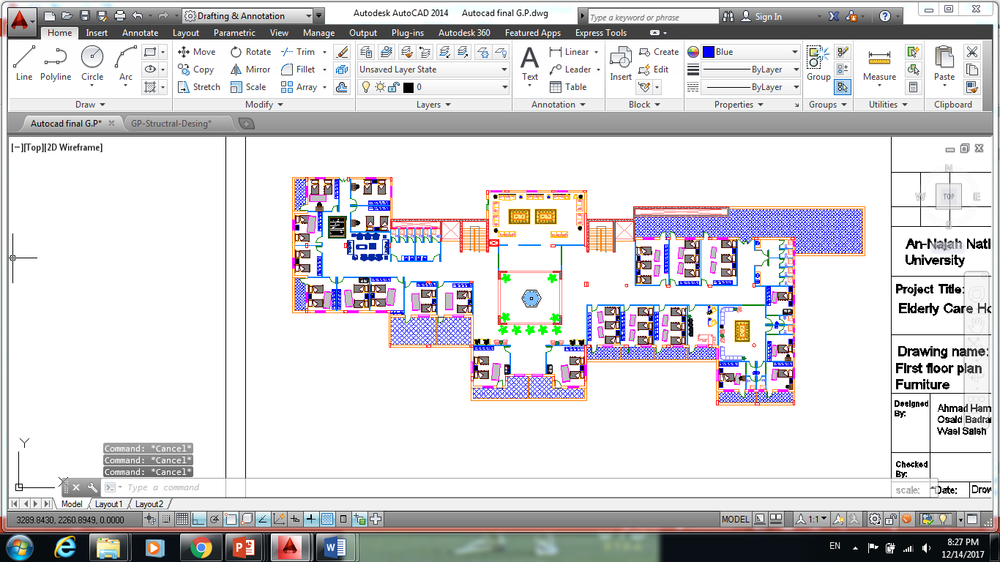 Drafting & Annotation
Autodesk AutoCAD 2014 Autocad final G.P.dwg
Type a keyword or phrase
Sign In
Home Insert Annotate Layout Parametric View Manage Output Plug-ins Autodesk 360 Featured Apps Express Tools
Line Polyline Circle Arc
Move Rotate Trim
Copy Mirror Fillet
Stretch Scale Array
Unsaved Layer State
0
Text
Linear
Leader
Table
Insert
Create
Edit
Blue
ByLayer
ByLayer
Group
Measure
Paste
Draw Modify Layers Annotation Block Properties Groups Utilities Clipboard
Autocad final G.P* GP-Structral-Desing*
[−][Top][2D Wireframe]
N
W TOP E
S
An-Najah Nati
University
Project Title:
Elderly Care Ho
Drawing name:
First floor plan
Furniture
Designed
By:
Ahmad Ham
Osaid Badra
Wael Saleh
Checked
By:
scale: Date: Drow
Y
X
Command: *Cancel*
Command: *Cancel*
Command: *Cancel*
Type a command
Model Layout1 Layout2
3289.8430, 2260.8949, 0.0000
MODEL
1:1
EN
8:27 PM
12/14/2017